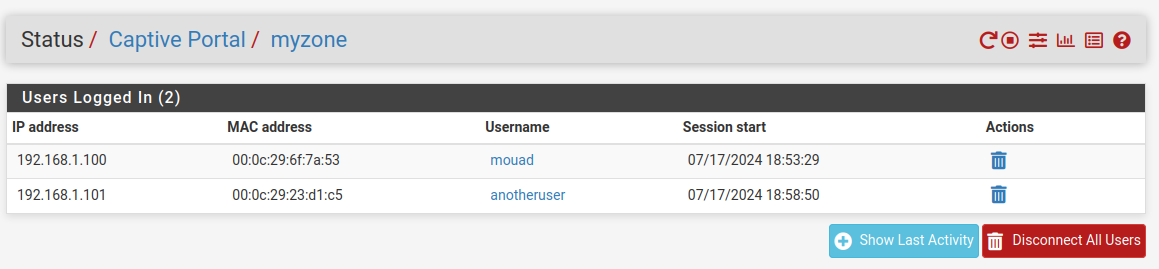 Status / Captive Portal / myzone
Users Logged In (2)
IP address MAC address Username Session start Actions
192.168.1.100 00:0c:29:6f:7a:53 mouad 07/17/2024 18:53:29
192.168.1.101 00:0c:29:23:d1:c5 anotheruser 07/17/2024 18:58:50
Show Last Activity Disconnect All Users